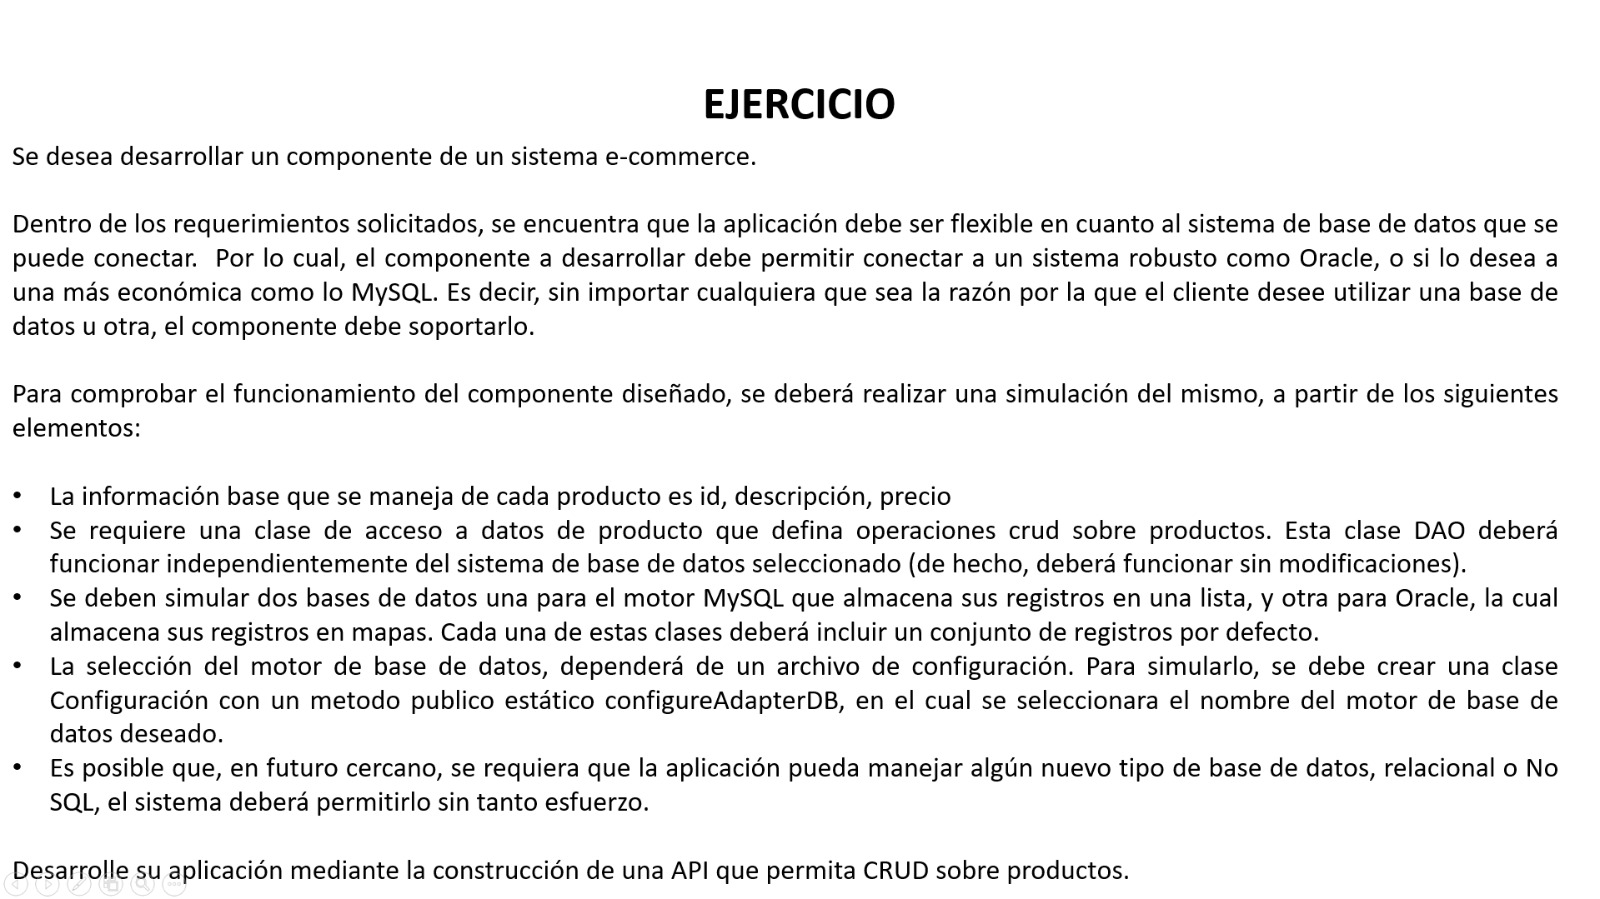 EJERCICIO
Se desea desarrollar un componente de un sistema e-commerce.
Dentro de los requerimientos solicitados, se encuentra que la aplicación debe ser flexible en cuanto al sistema de base de datos que se
puede conectar. Por lo cual, el componente a desarrollar debe permitir conectar a un sistema robusto como Oracle, o si lo desea a
una más económica como lo MySQL. Es decir, sin importar cualquiera que sea la razón por la que el cliente desee utilizar una base de
datos u otra, el componente debe soportarlo.
Para comprobar el funcionamiento del componente diseñado, se deberá realizar una simulación del mismo, a partir de los siguientes
elementos:
• La información base que se maneja de cada producto es id, descripción, precio
• Se requiere una clase de acceso a datos de producto que defina operaciones crud sobre productos. Esta clase DAO deberá
funcionar independientemente del sistema de base de datos seleccionado (de hecho, deberá funcionar sin modificaciones).
• Se deben simular dos bases de datos una para el motor MySQL que almacena sus registros en una lista, y otra para Oracle, la cual
almacena sus registros en mapas. Cada una de estas clases deberá incluir un conjunto de registros por defecto.
• La selección del motor de base de datos, dependerá de un archivo de configuración. Para simularlo, se debe crear una clase
Configuración con un metodo publico estático configureAdapterDB, en el cual se seleccionara el nombre del motor de base de
datos deseado.
• Es posible que, en futuro cercano, se requiera que la aplicación pueda manejar algún nuevo tipo de base de datos, relacional o No
SQL, el sistema deberá permitirlo sin tanto esfuerzo.
Desarrolle su aplicación mediante la construcción de una API que permita CRUD sobre productos.